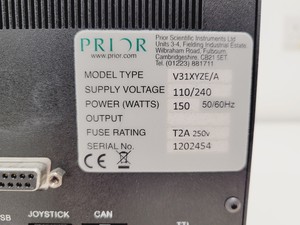 PRIOR
www.prior.com
Prior Scientific Instruments Ltd
Units 3-4, Fielding Industrial Estate
Wilbraham Road, Fulbourn
Cambridgeshire, CB21 5ET
Tel. (01223) 881711
MODEL TYPE V31XYZE/A
SUPPLY VOLTAGE 110/240
POWER (WATTS) 150 50/60Hz
OUTPUT
FUSE RATING T2A 250v
SERIAL No. 1202454
CE
SB JOYSTICK CAN